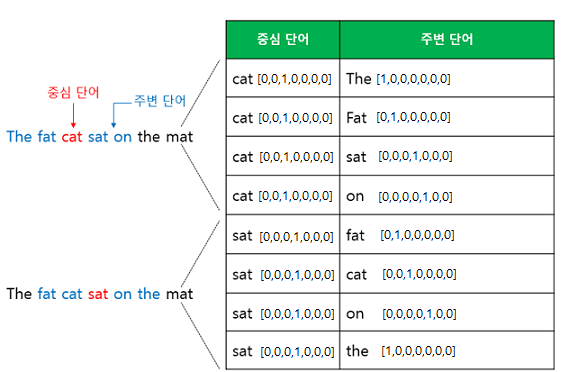 중심 단어 주변 단어
cat [0,0,1,0,0,0,0] The [1,0,0,0,0,0,0]
cat [0,0,1,0,0,0,0] Fat [0,1,0,0,0,0,0]
cat [0,0,1,0,0,0,0] sat [0,0,0,1,0,0,0]
cat [0,0,1,0,0,0,0] on [0,0,0,0,1,0,0]
sat [0,0,0,1,0,0,0] fat [0,1,0,0,0,0,0]
sat [0,0,0,1,0,0,0] cat [0,0,1,0,0,0,0]
sat [0,0,0,1,0,0,0] on [0,0,0,0,1,0,0]
sat [0,0,0,1,0,0,0] the [1,0,0,0,0,0,0]
중심 단어
주변 단어
The fat cat sat on the mat
The fat cat sat on the mat